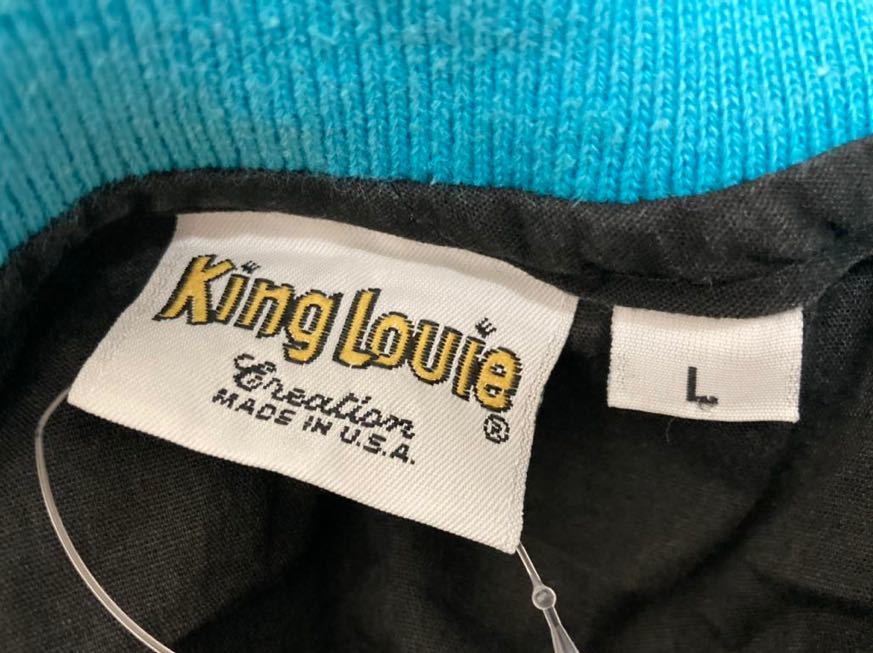 King Louie
Creation ®
MADE IN U.S.A.
L